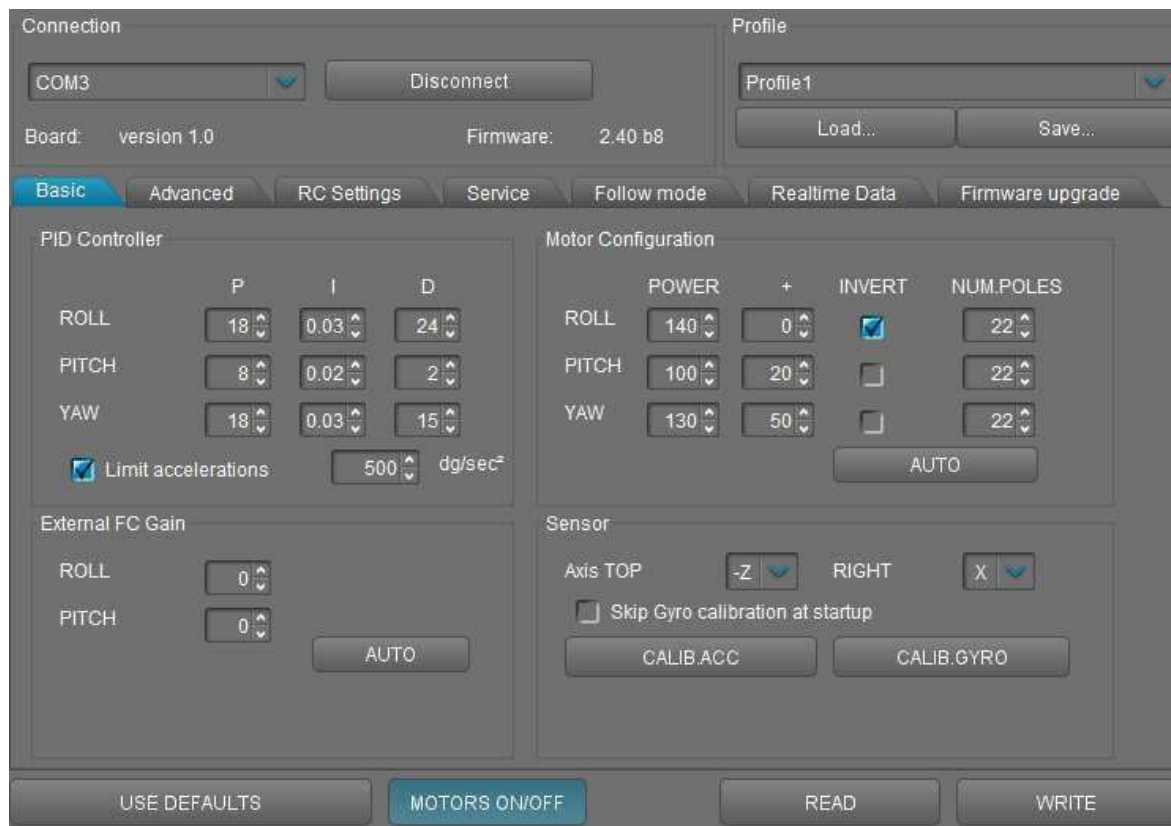 Connection
Profile
COM3
Disconnect
Profile1
Load...
Save...
Board: version 1.0
Firmware: 2.40 b8
Basic
Advanced
RC Settings
Service
Follow mode
Realtime Data
Firmware upgrade
PID Controller
P I D
ROLL 18 0.03 24
PITCH 8 0.02 2
YAW 18 0.03 15
Limit accelerations 500 dg/sec²
Motor Configuration
POWER + INVERT NUM.POLES
ROLL 140 0 22
PITCH 100 20 22
YAW 130 50 22
AUTO
External FC Gain
ROLL 0
PITCH 0
AUTO
Sensor
Axis TOP -Z RIGHT X
Skip Gyro calibration at startup
CALIB.ACC
CALIB.GYRO
USE DEFAULTS
MOTORS ON/OFF
READ
WRITE